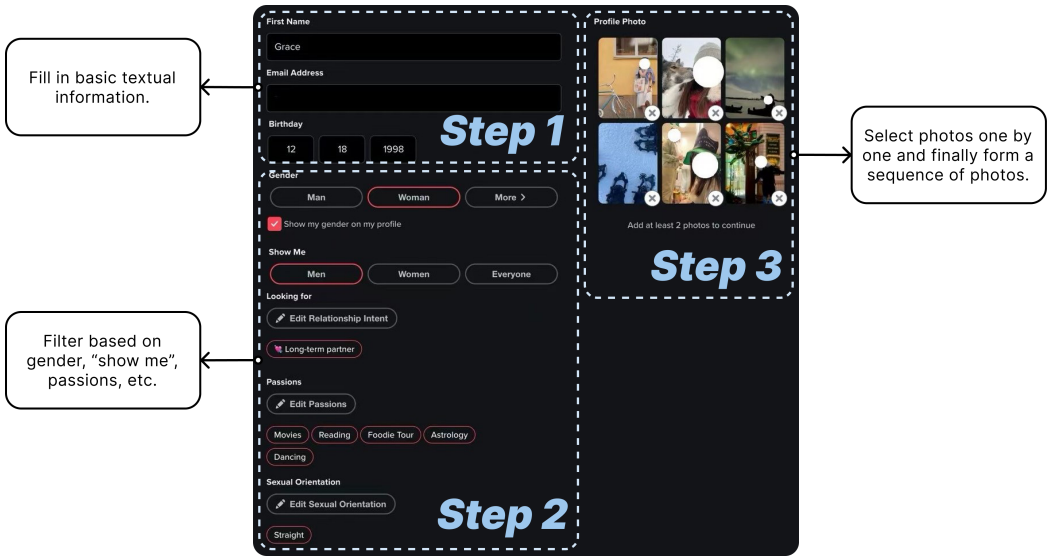 Fill in basic textual
information.
Filter based on
gender, “show me”,
passions, etc.
First Name
Grace
Email Address
Birthday
12 18 1998
Step 1
Gender
Man Woman More >
Show my gender on my profile
Show Me
Men Women Everyone
Looking for
Edit Relationship Intent
Long-term partner
Passions
Edit Passions
Movies Reading Foodie Tour Astrology
Dancing
Sexual Orientation
Edit Sexual Orientation
Straight
Step 2
Profile Photo
Add at least 2 photos to continue
Step 3
Select photos one by
one and finally form a
sequence of photos.